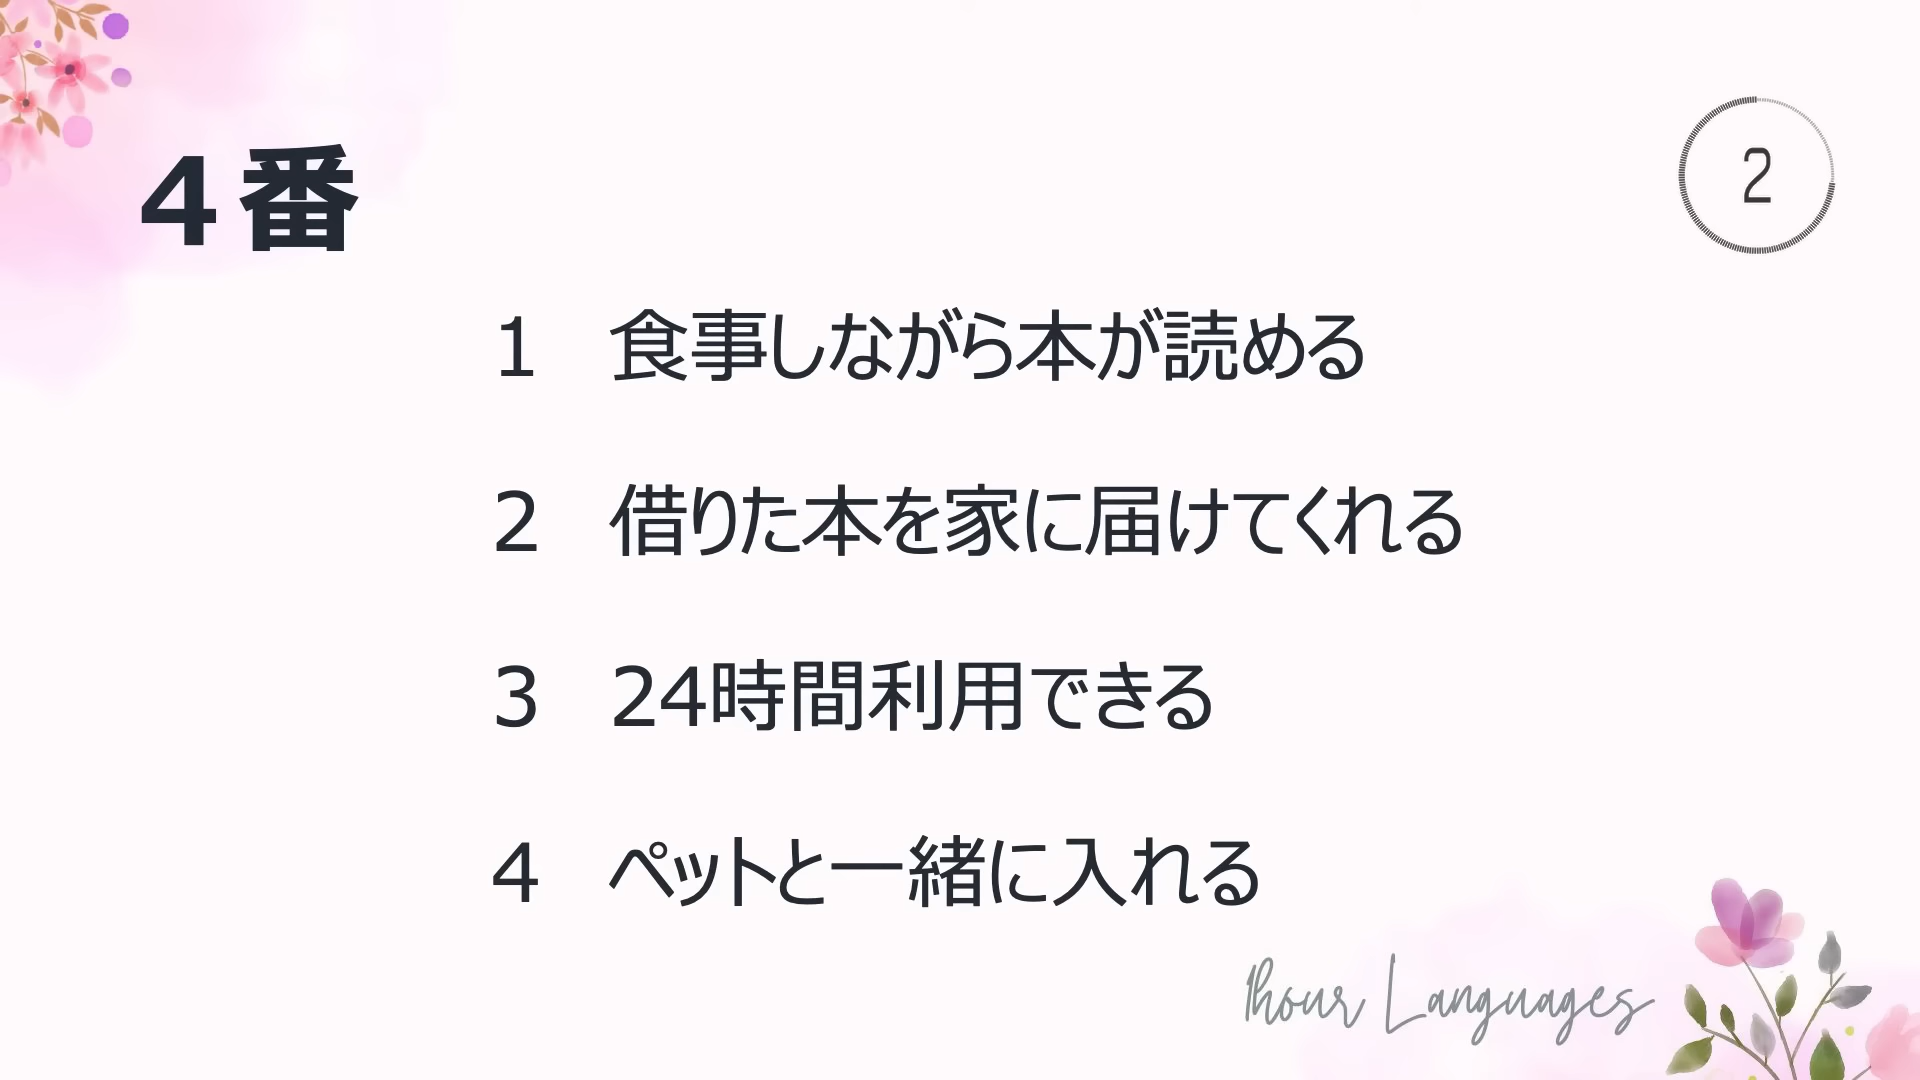 4番
2
1 食事しながら本が読める
2 借りた本を家に届けてくれる
3 24時間利用できる
4 ペットと一緒に入れる
1hour Languages